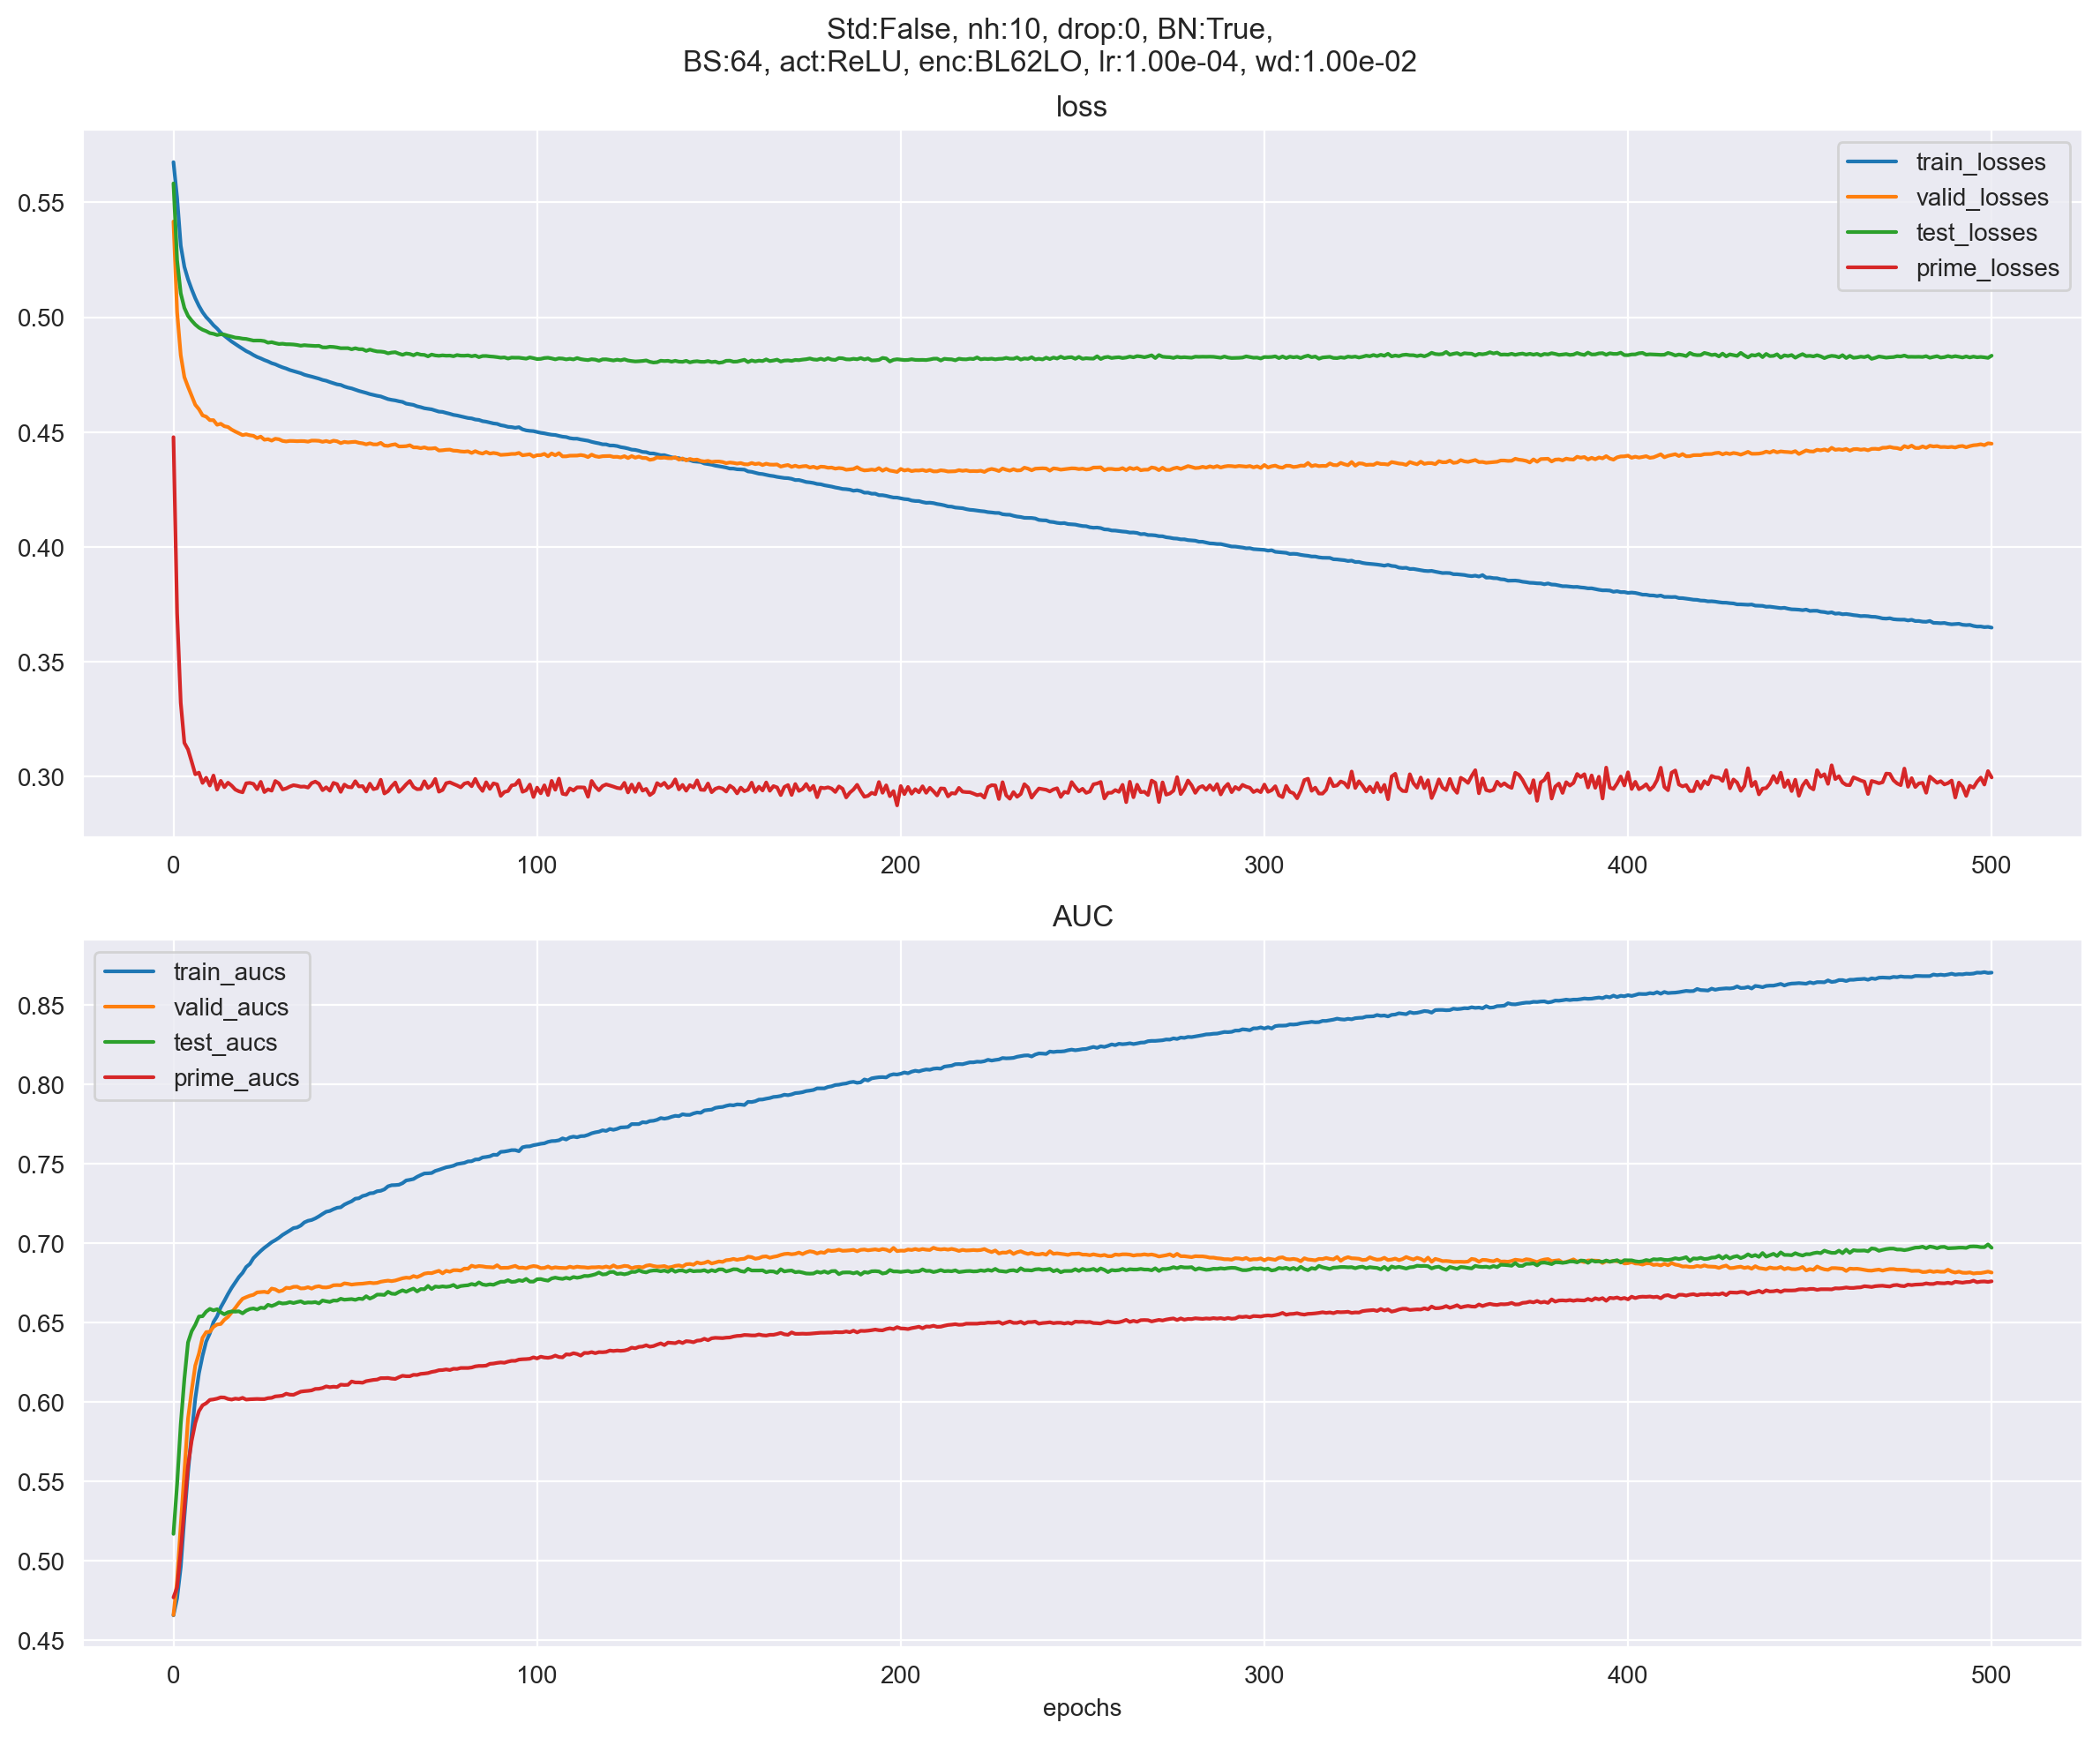 Std:False, nh:10, drop:0, BN:True,
BS:64, act:ReLU, enc:BL62LO, lr:1.00e-04, wd:1.00e-02
loss
train_losses
valid_losses
test_losses
prime_losses
0.55
0.50
0.45
0.40
0.35
0.30
0 100 200 300 400 500
AUC
train_aucs
valid_aucs
test_aucs
prime_aucs
0.85
0.80
0.75
0.70
0.65
0.60
0.55
0.50
0.45
0 100 200 300 400 500
epochs